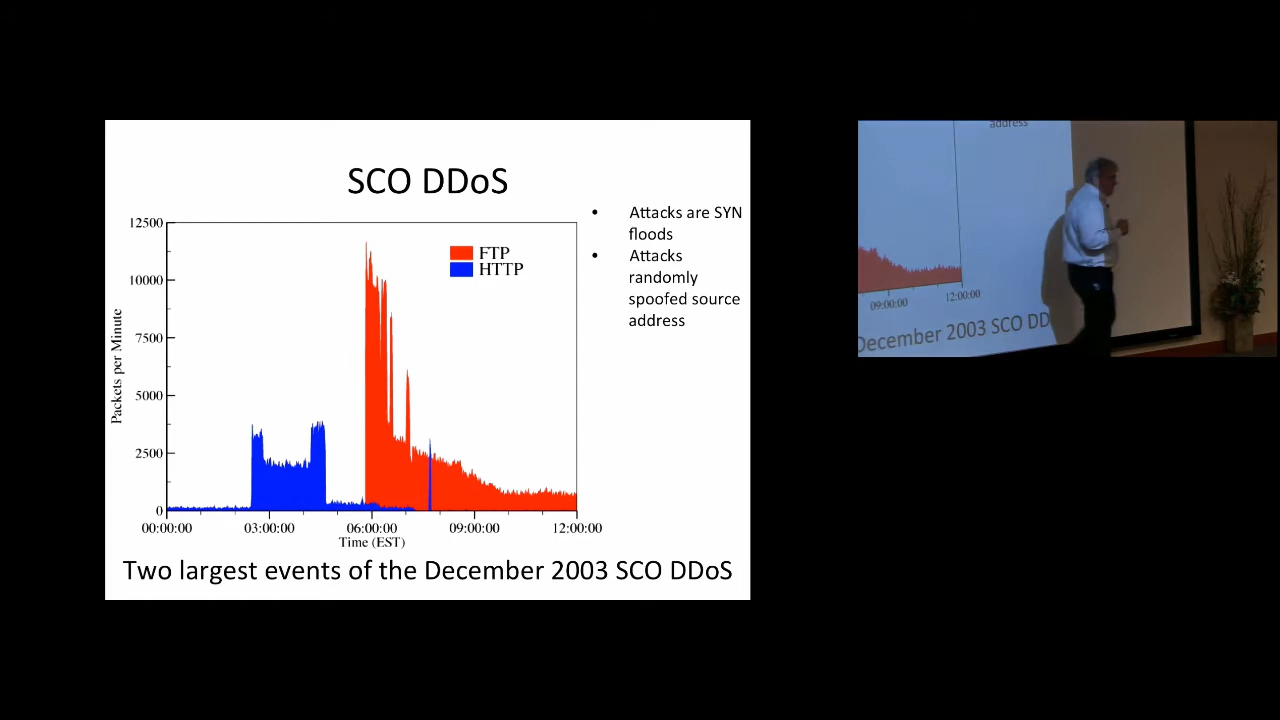 SCO DDoS
12500
10000
7500
5000
2500
0
Packets per Minute
FTP
HTTP
00:00:00
03:00:00
06:00:00
09:00:00
12:00:00
Time (EST)
• Attacks are SYN
floods
• Attacks
randomly
spoofed source
address
Two largest events of the December 2003 SCO DDoS
address
09:00:00
12:00:00
December 2003 SCO DD